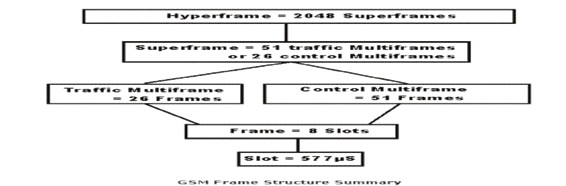 Hyperframe = 2048 Superframes
Superframe = 51 traffic Multiframes
or 26 control Multiframes
Traffic Multiframe
= 26 Frames
Control Multiframe
= 51 Frames
Frame = 8 Slots
Slot = 577µS
GSM Frame Structure Summary